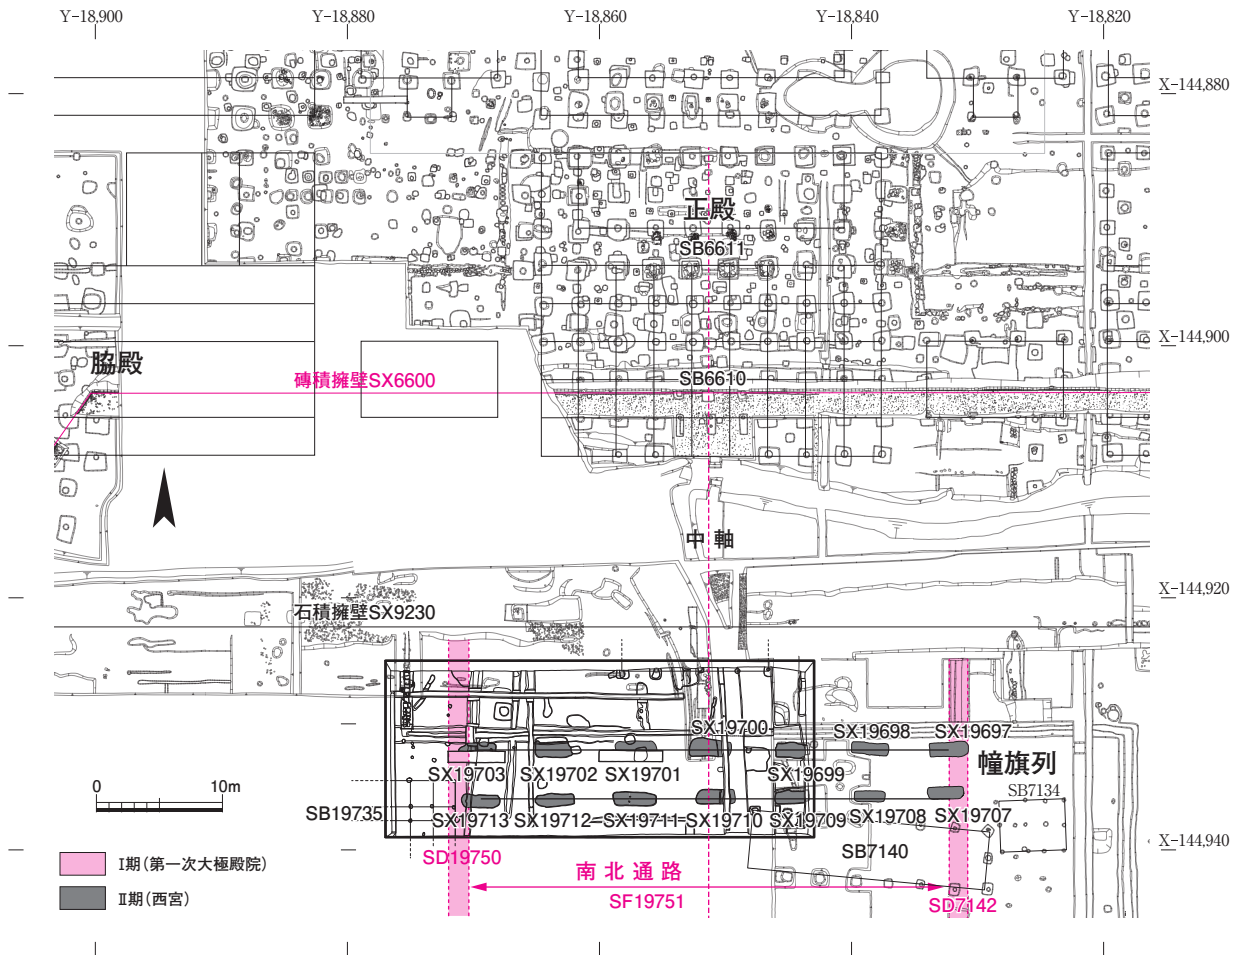 Y-18,900 Y-18,880 Y-18,860 Y-18,840 Y-18,820
X-144,880
正殿
SB6611
X-144,900
脇殿
磚積擁壁SX6600
SB6610
中軸
X-144,920
石積擁壁SX9230
SX19700 SX19698 SX19697
幢旗列
SX19703 SX19702 SX19701 SX19699
SB7134
0 10m
SB19735
SX19713 SX19712 SX19711 SX19710 SX19709 SX19708 SX19707
X-144,940
SD19750
SB7140
Ⅰ期(第一次大極殿院)
南北通路
Ⅱ期(西宮)
SF19751
SD7142